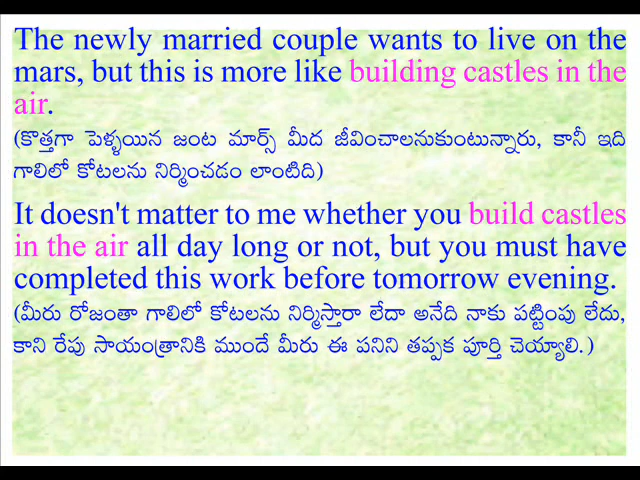 The newly married couple wants to live on the
mars, but this is more like building castles in the
air.
(కొత్తగా పెళ్ళయిన జంట మార్స్ మీద జీవించాలనుకుంటున్నారు, కానీ ఇది
గాలిలో కోటలను నిర్మించడం లాంటిది)
It doesn't matter to me whether you build castles
in the air all day long or not, but you must have
completed this work before tomorrow evening.
(మీరు రోజంతా గాలిలో కోటలను నిర్మిస్తారా లేదా అనేది నాకు పట్టింపు లేదు,
కాని రేపు సాయంత్రానికి ముందే మీరు ఈ పనిని తప్పక పూర్తి చెయ్యాలి.)